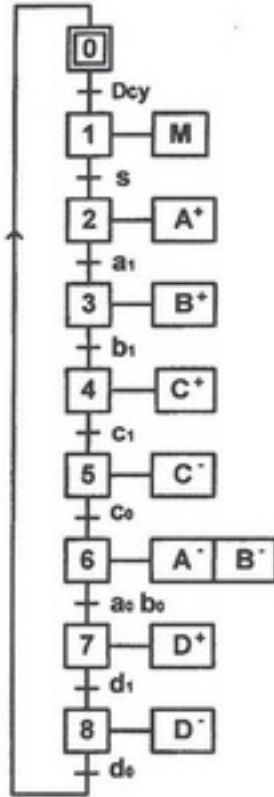 0
Dcy
1 M
s
2 A⁺
a₁
3 B⁺
b₁
4 C⁺
c₁
5 C⁻
c₀
6 A⁻ B⁻
a₀ b₀
7 D⁺
d₁
8 D⁻
d₀